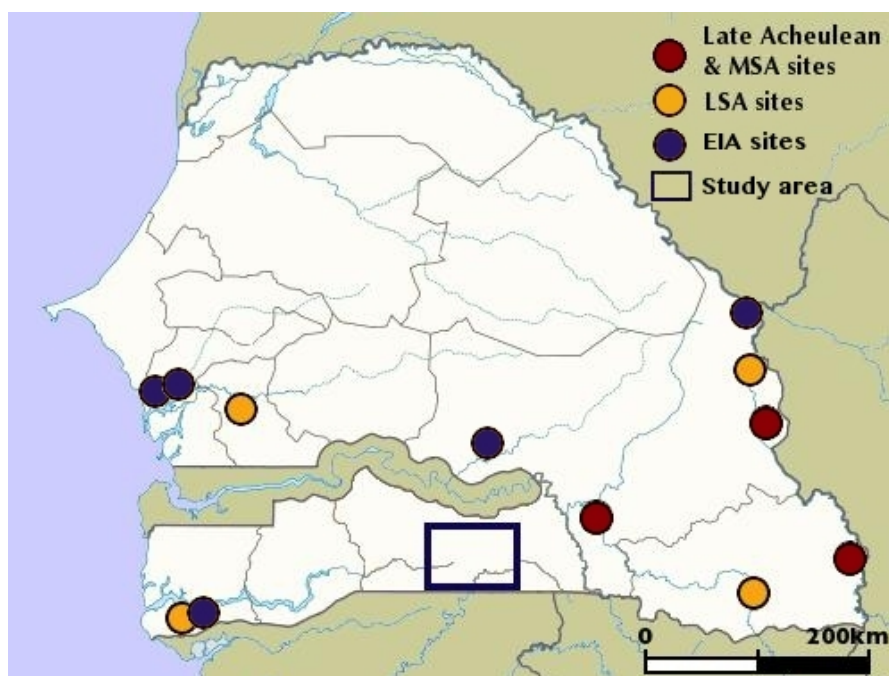 Late Acheulean
& MSA sites
LSA sites
EIA sites
Study area
0 200km